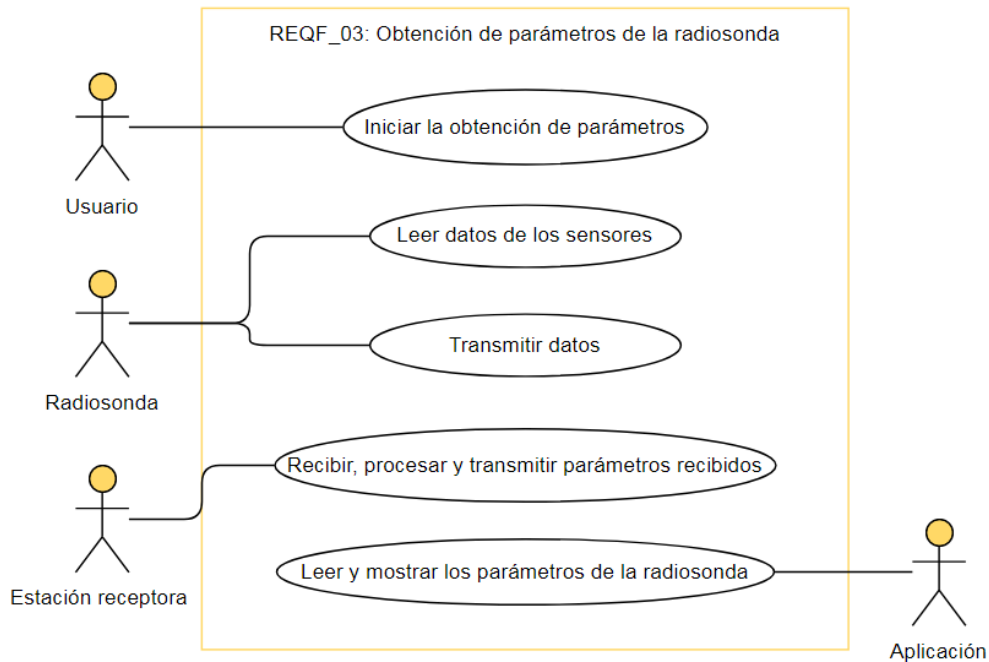 REQF_03: Obtención de parámetros de la radiosonda
Iniciar la obtención de parámetros
Usuario
Leer datos de los sensores
Transmitir datos
Radiosonda
Recibir, procesar y transmitir parámetros recibidos
Leer y mostrar los parámetros de la radiosonda
Estación receptora
Aplicación